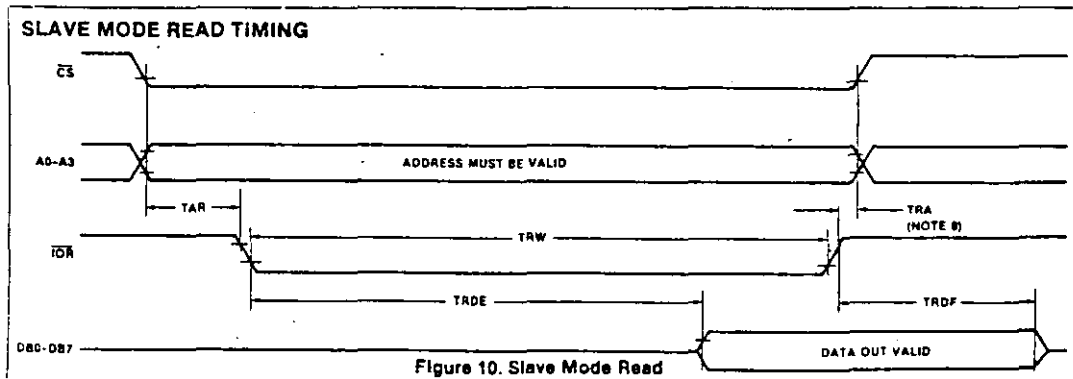 SLAVE MODE READ TIMING
CS
A0-A3
ADDRESS MUST BE VALID
TAR
TRA
(NOTE 8)
IOR
TRW
TRDE
TRDF
DB0-DB7
DATA OUT VALID
Figure 10. Slave Mode Read